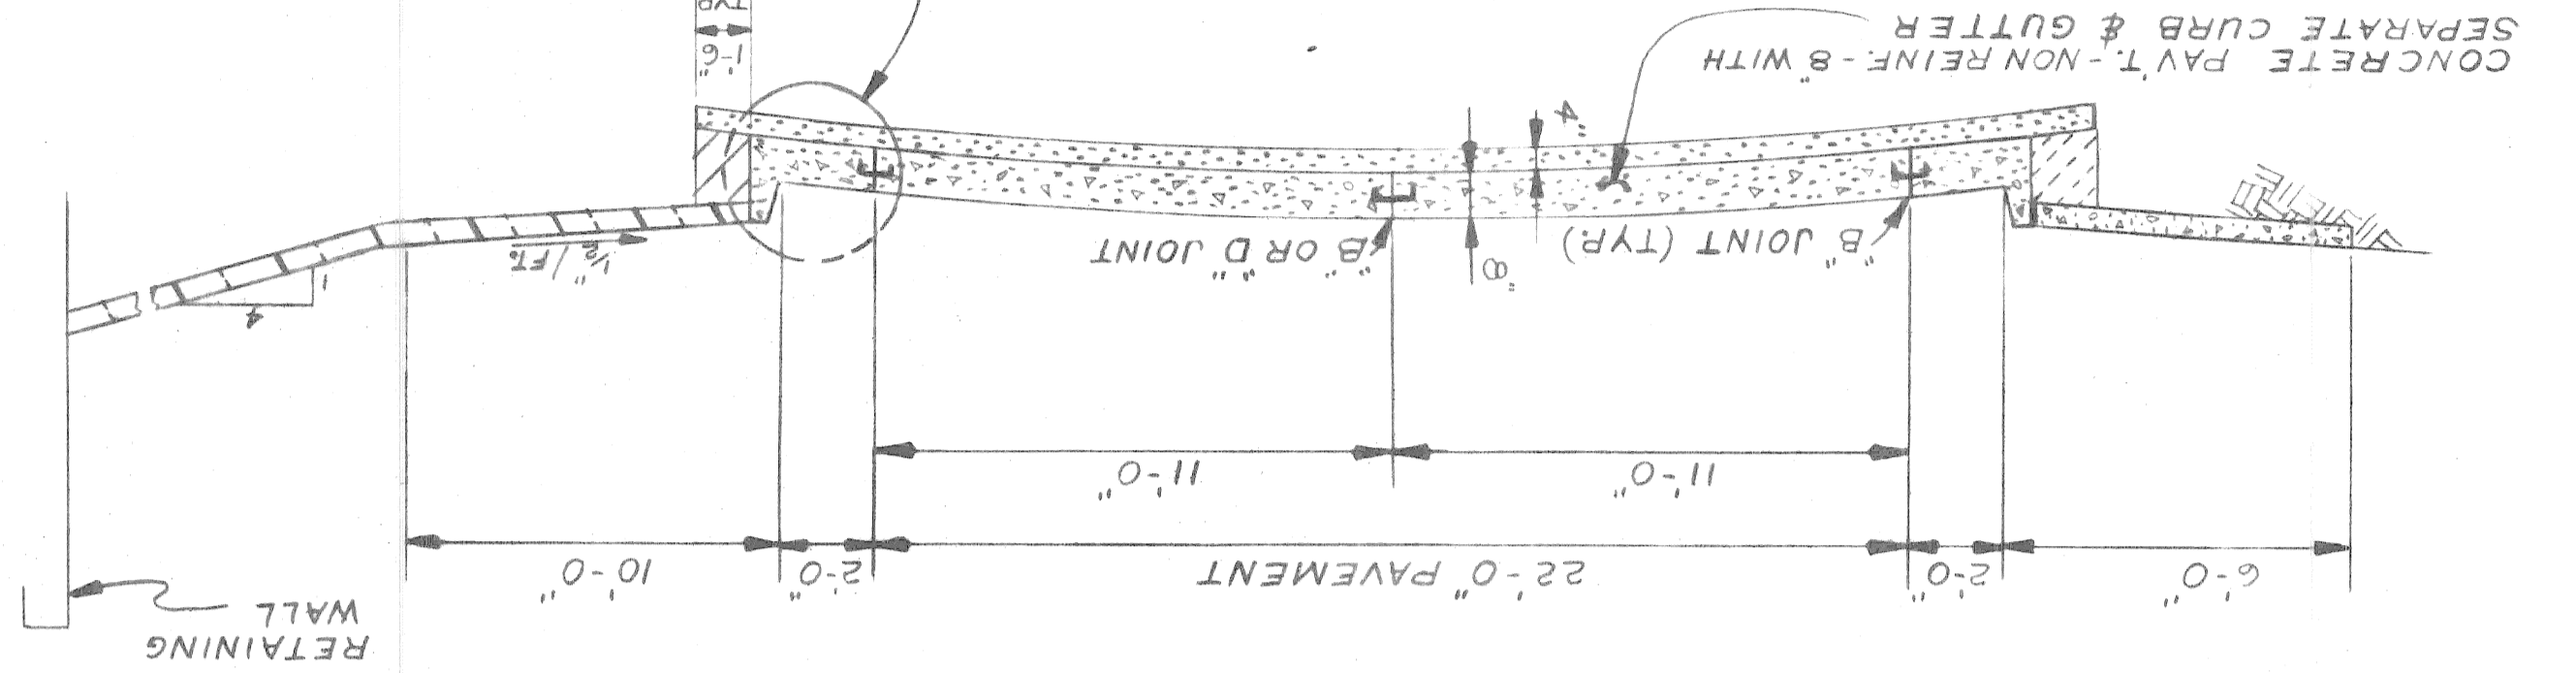 RETAINING
WALL
6'-0"
2'-0"
22'-0" PAVEMENT
2'-0"
10'-0"
11'-0"
11'-0"
4
1
"B" JOINT (TYP.)
8"
"B" OR "D" JOINT
1/2"/FT.
4"
CONCRETE PAV'T.-NON REINF.-8" WITH
SEPARATE CURB & GUTTER
1'-6"
TYP